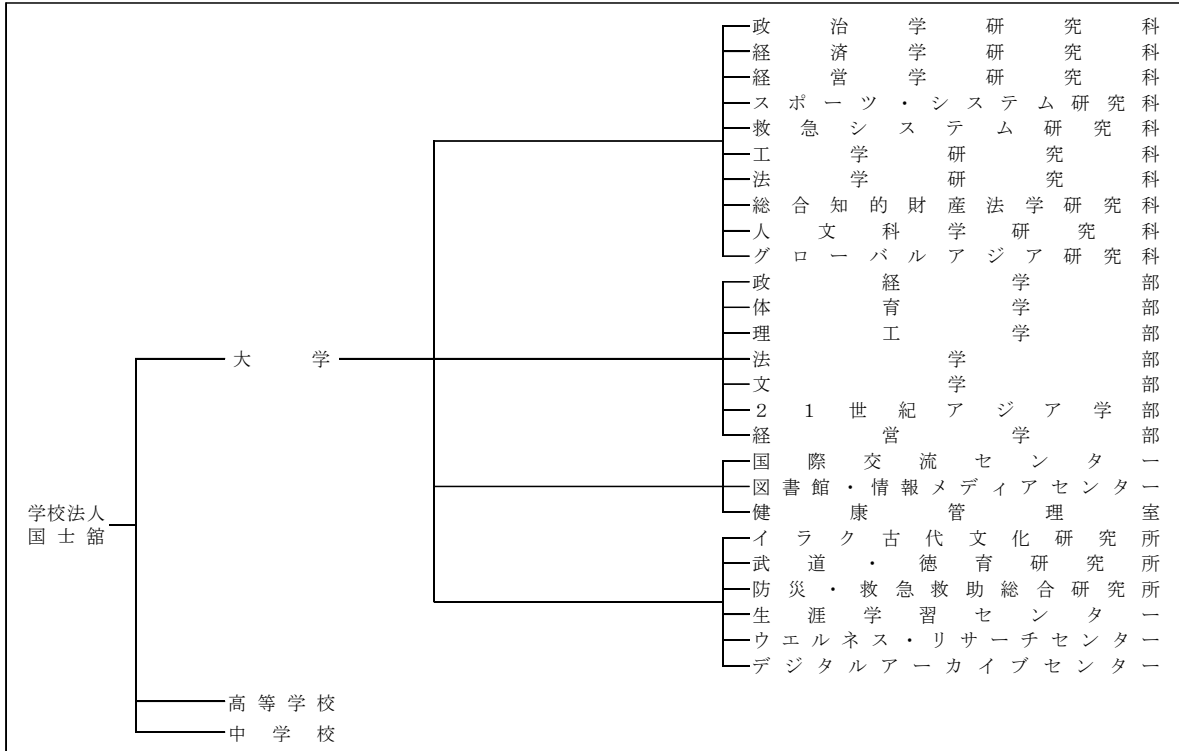 政治学研究科
経済学研究科
経営学研究科
スポーツ・システム研究科
救急システム研究科
工学研究科
法学研究科
総合知的財産法学研究科
人文科学研究科
グローバルアジア研究科
政経学部
体育学部
理工学部
大学
法学部
文学部
21世紀アジア学部
経営学部
国際交流センター
図書館・情報メディアセンター
健康管理室
学校法人
国士舘
イラク古代文化研究所
武道・徳育研究所
防災・救急救助総合研究所
生涯学習センター
ウエルネス・リサーチセンター
デジタルアーカイブセンター
高等学校
中学校